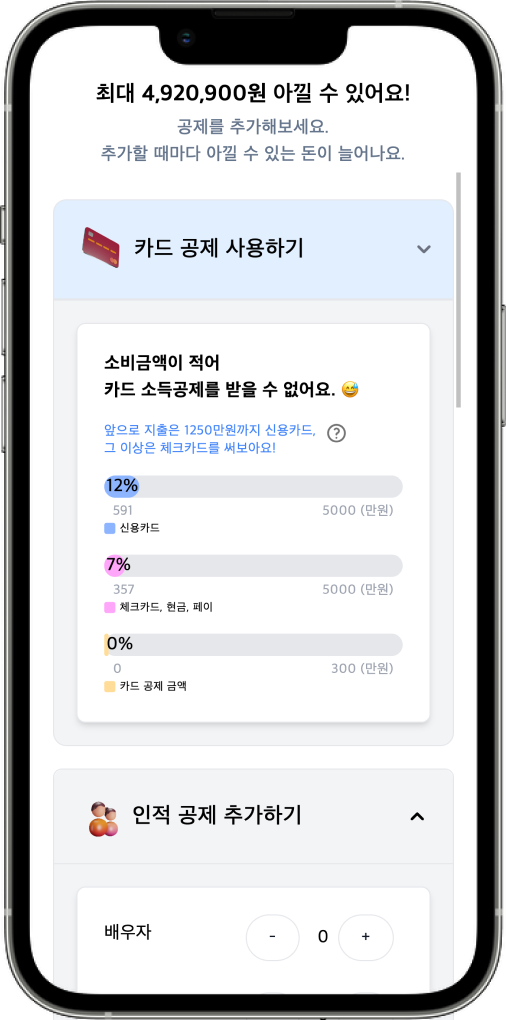 최대 4,920,900원 아낄 수 있어요!
공제를 추가해보세요.
추가할 때마다 아낄 수 있는 돈이 늘어나요.
카드 공제 사용하기
소비금액이 적어
카드 소득공제를 받을 수 없어요. 😅
앞으로 지출은 1250만원까지 신용카드,
그 이상은 체크카드를 써보아요!
?
12%
591 5000 (만원)
신용카드
7%
357 5000 (만원)
체크카드, 현금, 페이
0%
0 300 (만원)
카드 공제 금액
인적 공제 추가하기
배우자 - 0 +